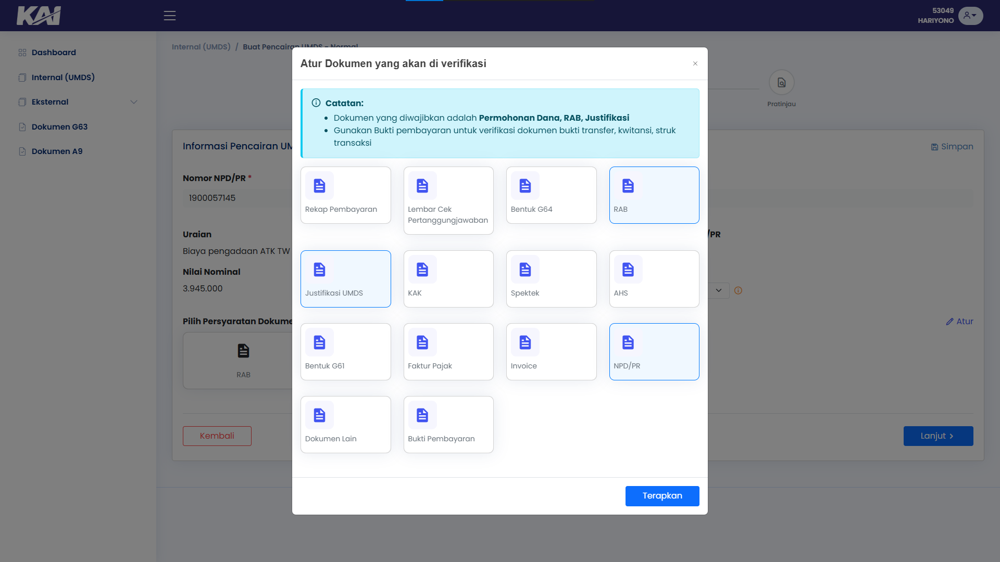 KAI
53049
HARIYONO
Dashboard
Internal (UMDS)
Eksternal
Dokumen G63
Dokumen A9
Internal (UMDS) / Buat Pencairan UMDS - Normal
Pratinjau
Informasi Pencairan UM
Simpan
Nomor NPD/PR *
1900057145
Uraian
/PR
Biaya pengadaan ATK TW
Nilai Nominal
3.945.000
Pilih Persyaratan Dokume
Atur
RAB
Kembali
Lanjut
Atur Dokumen yang akan di verifikasi
×
Catatan:
• Dokumen yang diwajibkan adalah Permohonan Dana, RAB, Justifikasi
• Gunakan Bukti pembayaran untuk verifikasi dokumen bukti transfer, kwitansi, struk
transaksi
Rekap Pembayaran
Lembar Cek
Pertanggungjawaban
Bentuk G64
RAB
Justifikasi UMDS
KAK
Spektek
AHS
Bentuk G61
Faktur Pajak
Invoice
NPD/PR
Dokumen Lain
Bukti Pembayaran
Terapkan